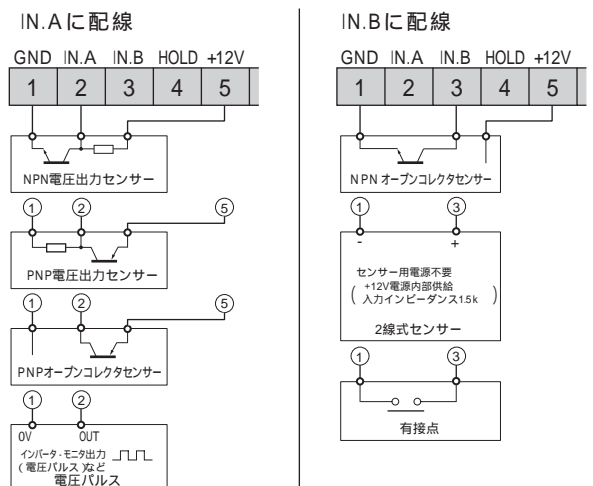 IN.Aに配線
GND IN.A IN.B HOLD +12V
1 2 3 4 5
NPN電圧出力センサー
① ② ⑤
PNP電圧出力センサー
① ② ⑤
PNPオープンコレクタセンサー
① ②
0V OUT
インバータ・モニタ出力
(電圧パルス)など
電圧パルス
IN.Bに配線
GND IN.A IN.B HOLD +12V
1 2 3 4 5
NPNオープンコレクタセンサー
① ③
- +
センサー用電源不要
(+12V電源内部供給
入力インピーダンス1.5k)
2線式センサー
① ③
有接点